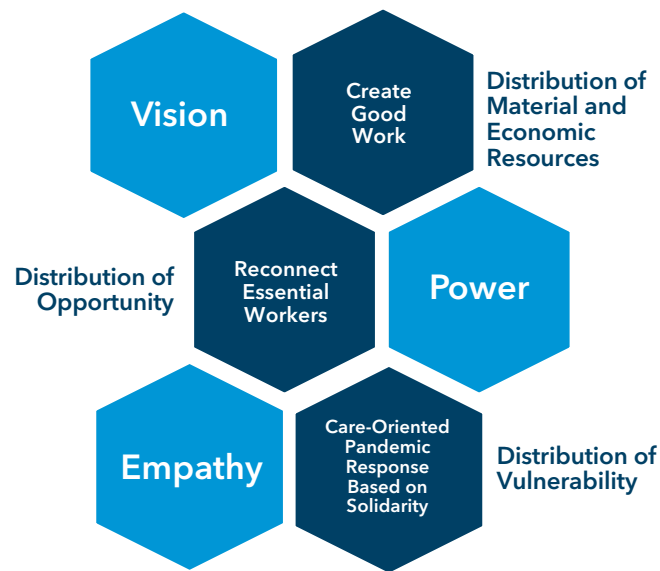 Vision
Create
Good
Work
Distribution of
Material and
Economic
Resources
Distribution of
Opportunity
Reconnect
Essential
Workers
Power
Empathy
Care-Oriented
Pandemic
Response
Based on
Solidarity
Distribution of
Vulnerability